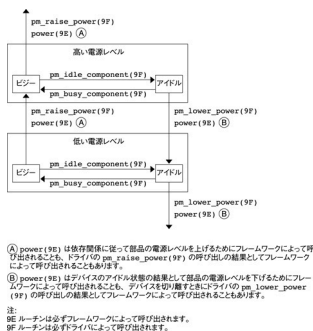 pm_raise_power(9F)
power(9E) Ⓐ
高い電源レベル
ビジー
pm_idle_component(9F)
pm_busy_component(9F)
アイドル
pm_raise_power(9F)
power(9E) Ⓐ
pm_lower_power(9F)
power(9E) Ⓑ
低い電源レベル
ビジー
pm_idle_component(9F)
pm_busy_component(9F)
アイドル
pm_lower_power(9F)
power(9E) Ⓑ
Ⓐ power(9E) は依存関係に従って部品の電源レベルを上げるためにフレームワークによって呼
び出されることも、ドライバの pm_raise_power(9F) の呼び出しの結果としてフレームワーク
によって呼び出されることもあります。
Ⓑ power(9E) はデバイスのアイドル状態の結果として部品の電源レベルを下げるためにフレー
ムワークによって呼び出されることも、デバイスを切り離すときにドライバの pm_lower_power
(9F) の呼び出しの結果としてフレームワークによって呼び出されることもあります。
注:
9E ルーチンは必ずフレームワークによって呼び出されます。
9F ルーチンは必ずドライバによって呼び出されます。